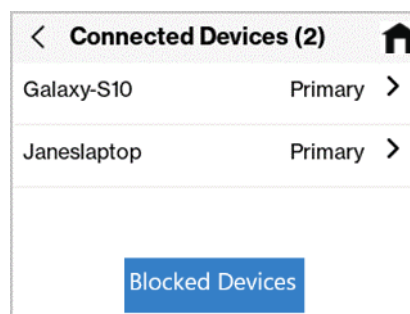 Connected Devices (2)
Galaxy-S10 Primary
Janeslaptop Primary
Blocked Devices